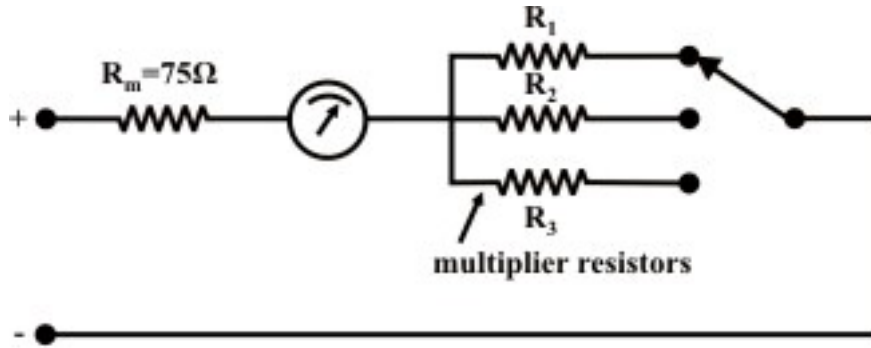 R₁
Rₘ=75Ω
R₂
+
R₃
multiplier resistors
-